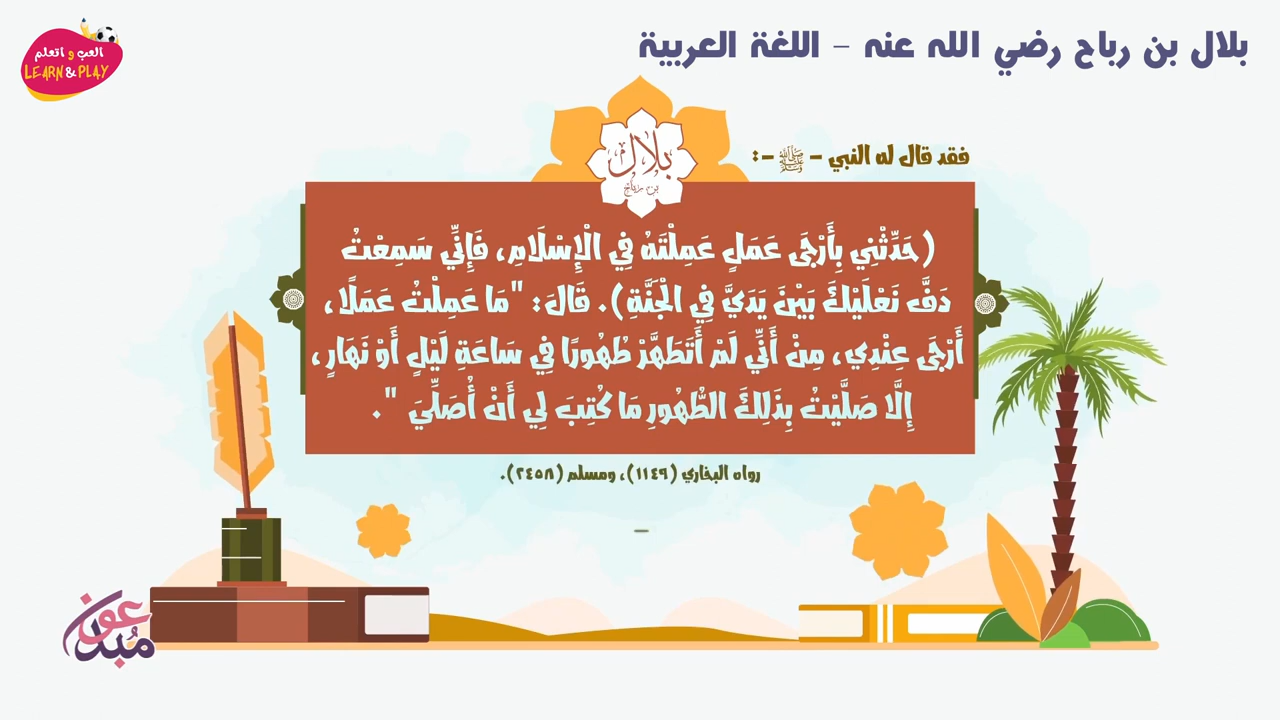 بلال بن رباح رضي الله عنه – اللغة العربية
العب و اتعلم
LEARN & PLAY
بلال
بن رباح
فقد قال له النبي – ﷺ –:
(حَدِّثْنِي بِأَرْجَى عَمَلٍ عَمِلْتَهُ فِي الْإِسْلَامِ، فَإِنِّي سَمِعْتُ
دَفَّ نَعْلَيْكَ بَيْنَ يَدَيَّ فِي الْجَنَّةِ). قَالَ: "مَا عَمِلْتُ عَمَلًا،
أَرْجَى عِنْدِي، مِنْ أَنِّي لَمْ أَتَطَهَّرْ طُهُورًا فِي سَاعَةِ لَيْلٍ أَوْ نَهَارٍ،
إِلَّا صَلَّيْتُ بِذَلِكَ الطُّهُورِ مَا كُتِبَ لِي أَنْ أُصَلِّيَ ".
رواه البخاري (١١٤٩)، ومسلم (٢٤٥٨).
مُبدعون